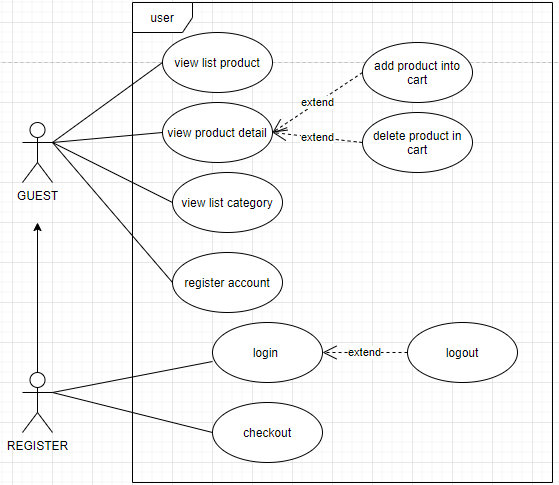 user
view list product
add product into
cart
extend
view product detail
extend
delete product in
cart
GUEST
view list category
register account
login
extend
logout
REGISTER
checkout